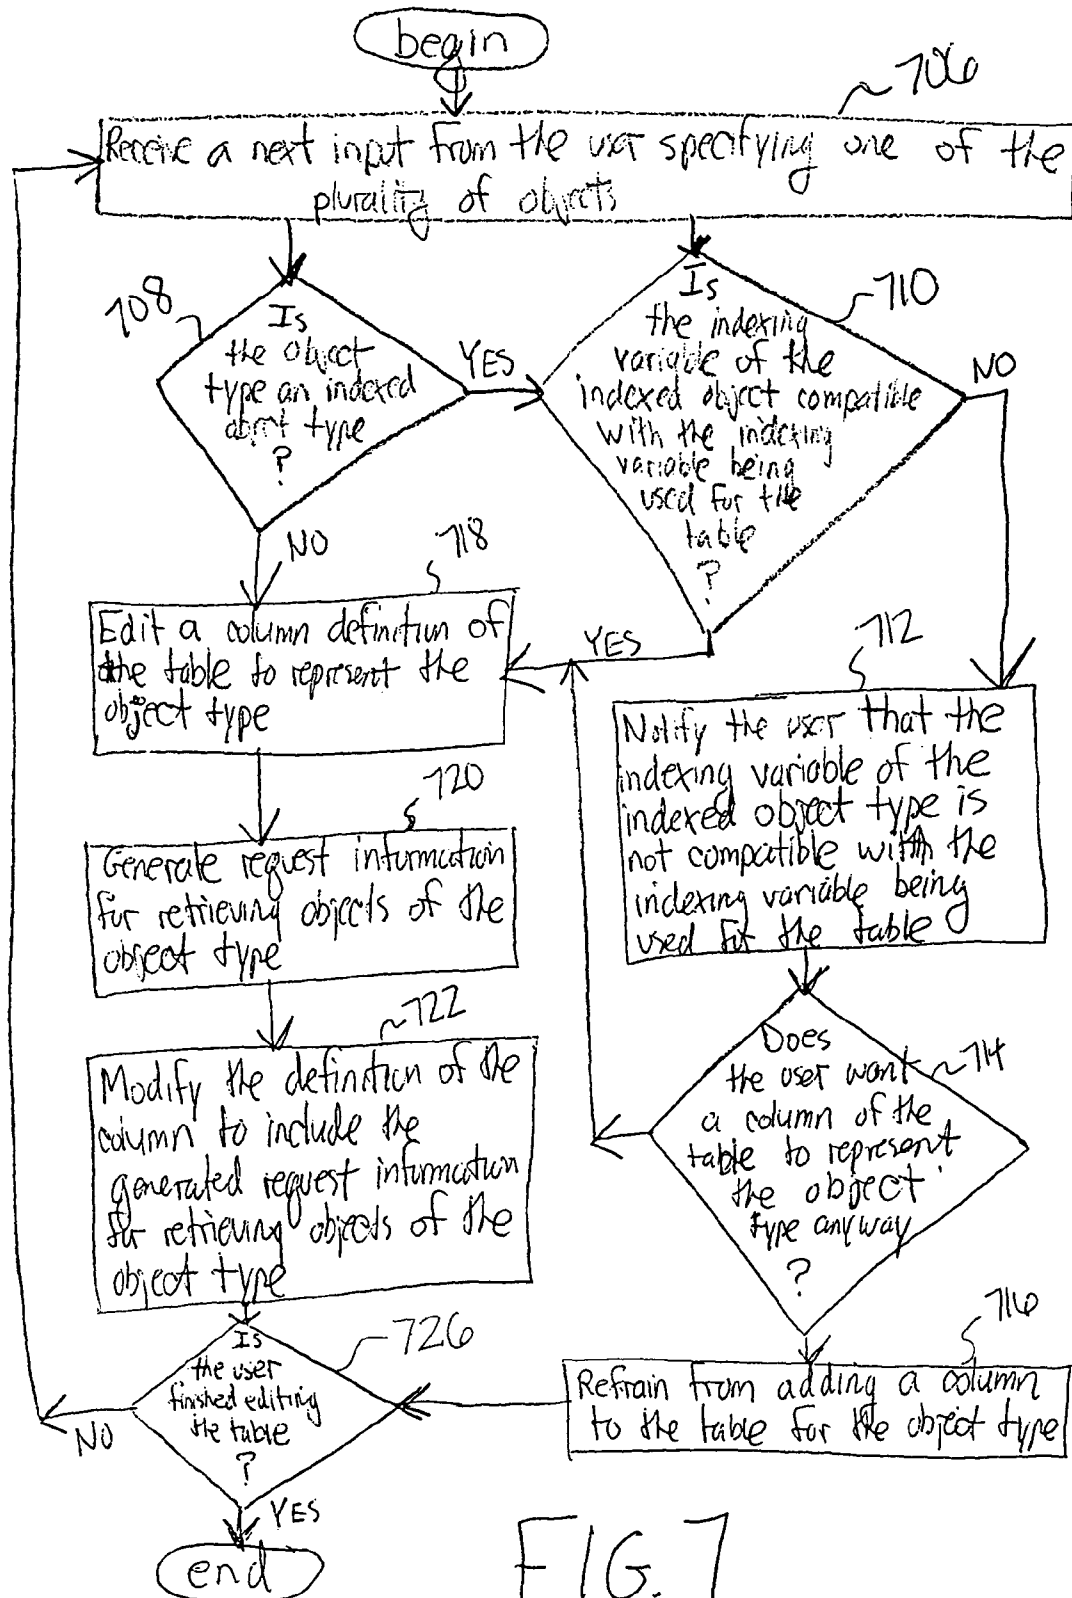 begin
706
Receive a next input from the user specifying one of the
plurality of objects
708
Is
the object
type an indexed
object type
?
YES
NO
710
Is
the indexing
variable of the
indexed object compatible
with the indexing
variable being
used for the
table
?
NO
YES
718
Edit a column definition of
the table to represent the
object type
712
Notify the user that the
indexing variable of the
indexed object type is
not compatible with the
indexing variable being
used for the table
720
Generate request information
for retrieving objects of the
object type
714
Does
the user want
a column of the
table to represent
the object
type anyway
?
722
Modify the definition of the
column to include the
generated request information
for retrieving objects of the
object type
716
Refrain from adding a column
to the table for the object type
726
Is
the user
finished editing
the table
?
NO
YES
end
FIG. 7